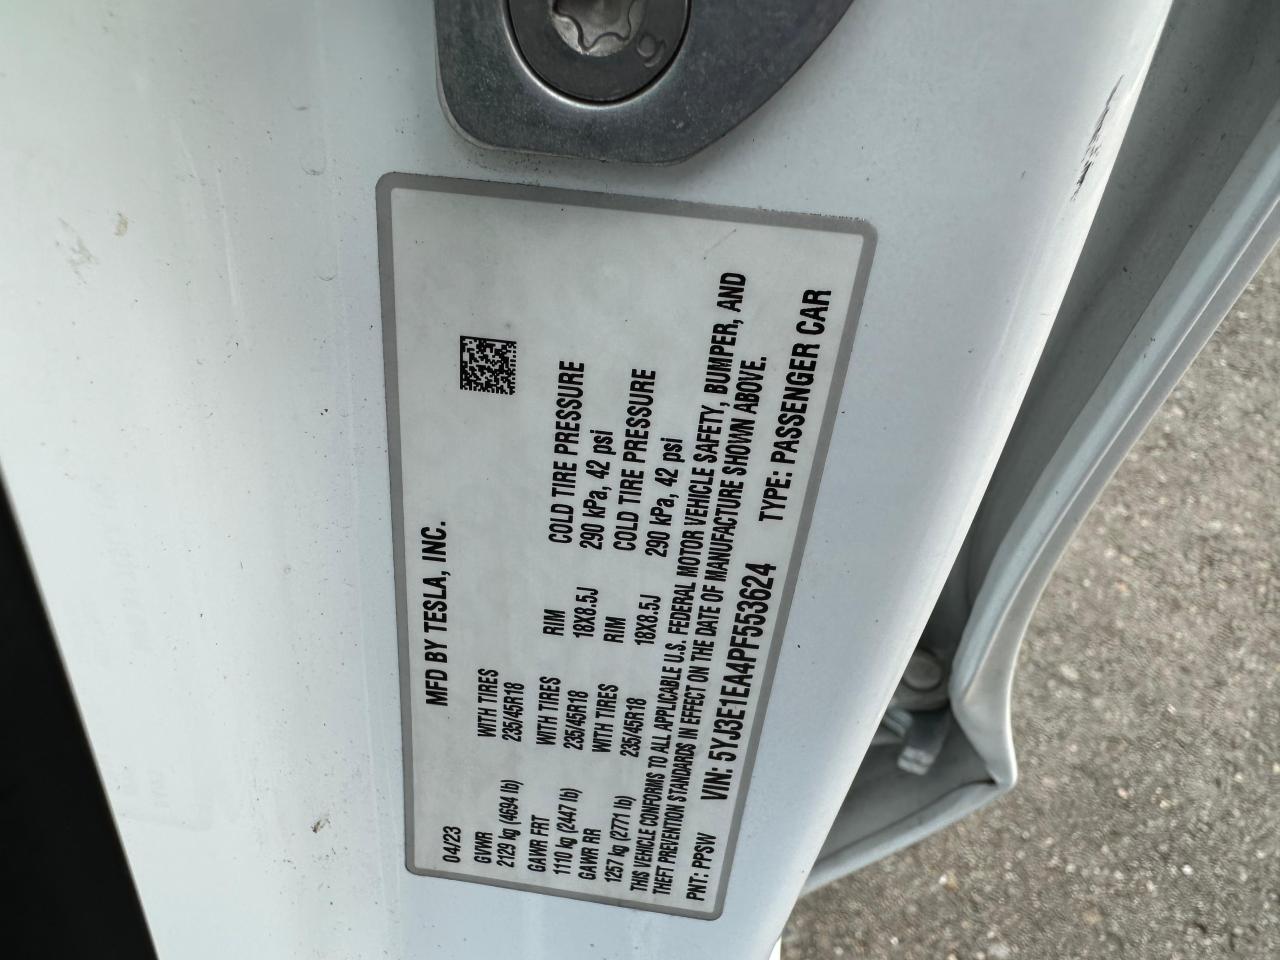 MFD BY TESLA, INC.
04/23
GVWR WITH TIRES
2129 kg (4694 lb) 235/45R18
GAWR FRT WITH TIRES RIM COLD TIRE PRESSURE
1110 kg (2447 lb) 235/45R18 18X8.5J 290 kPa, 42 psi
GAWR RR WITH TIRES RIM COLD TIRE PRESSURE
1257 kg (2771 lb) 235/45R18 18X8.5J 290 kPa, 42 psi
THIS VEHICLE CONFORMS TO ALL APPLICABLE U.S. FEDERAL MOTOR VEHICLE SAFETY, BUMPER, AND
THEFT PREVENTION STANDARDS IN EFFECT ON THE DATE OF MANUFACTURE SHOWN ABOVE.
PNT: PPSW VIN: 5YJ3E1EA4PF553624 TYPE: PASSENGER CAR